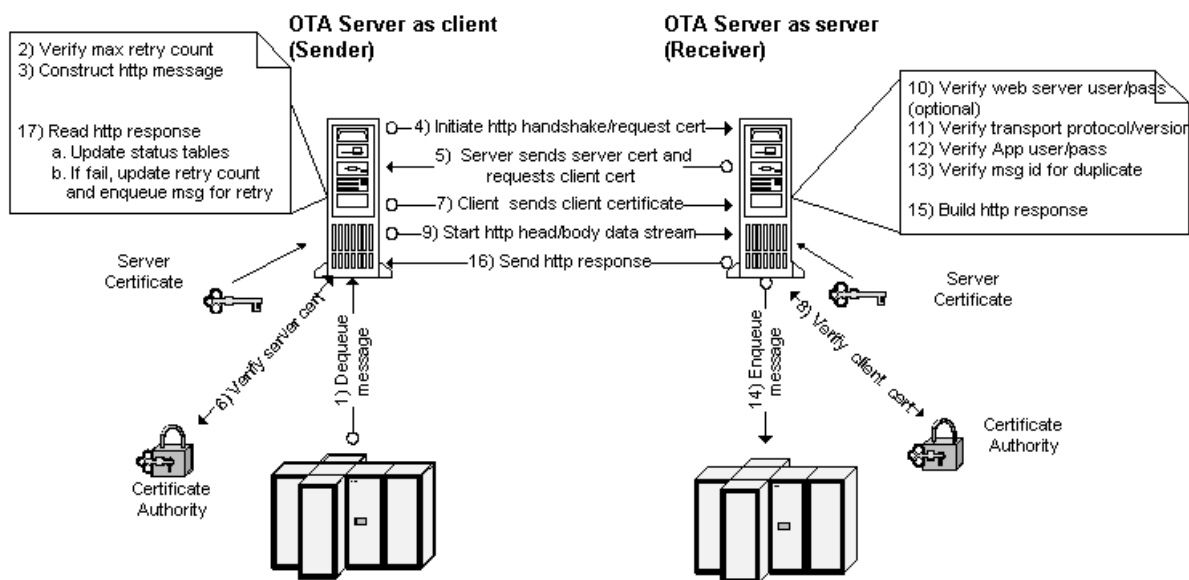 OTA Server as client
(Sender)
OTA Server as server
(Receiver)
2) Verify max retry count
3) Construct http message
17) Read http response
a. Update status tables
b. If fail, update retry count
and enqueue msg for retry
10) Verify web server user/pass
(optional)
11) Verify transport protocol/version
12) Verify App user/pass
13) Verify msg id for duplicate
15) Build http response
4) Initiate http handshake/request cert
5) Server sends server cert and
requests client cert
7) Client sends client certificate
9) Start http head/body data stream
16) Send http response
Server
Certificate
Server
Certificate
6) Verify server cert
1) Dequeue
message
14) Enqueue
message
8) Verify client cert
Certificate
Authority
Certificate
Authority